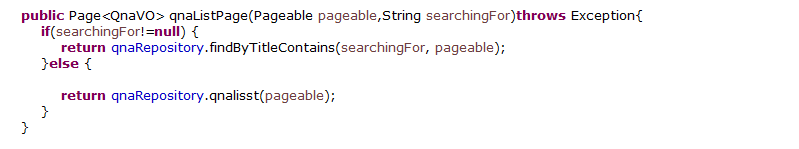 public Page<QnaVO> qnaListPage(Pageable pageable,String searchingFor)throws Exception{
if(searchingFor!=null) {
return qnaRepository.findByTitleContains(searchingFor, pageable);
}else {
return qnaRepository.qnalisst(pageable);
}
}